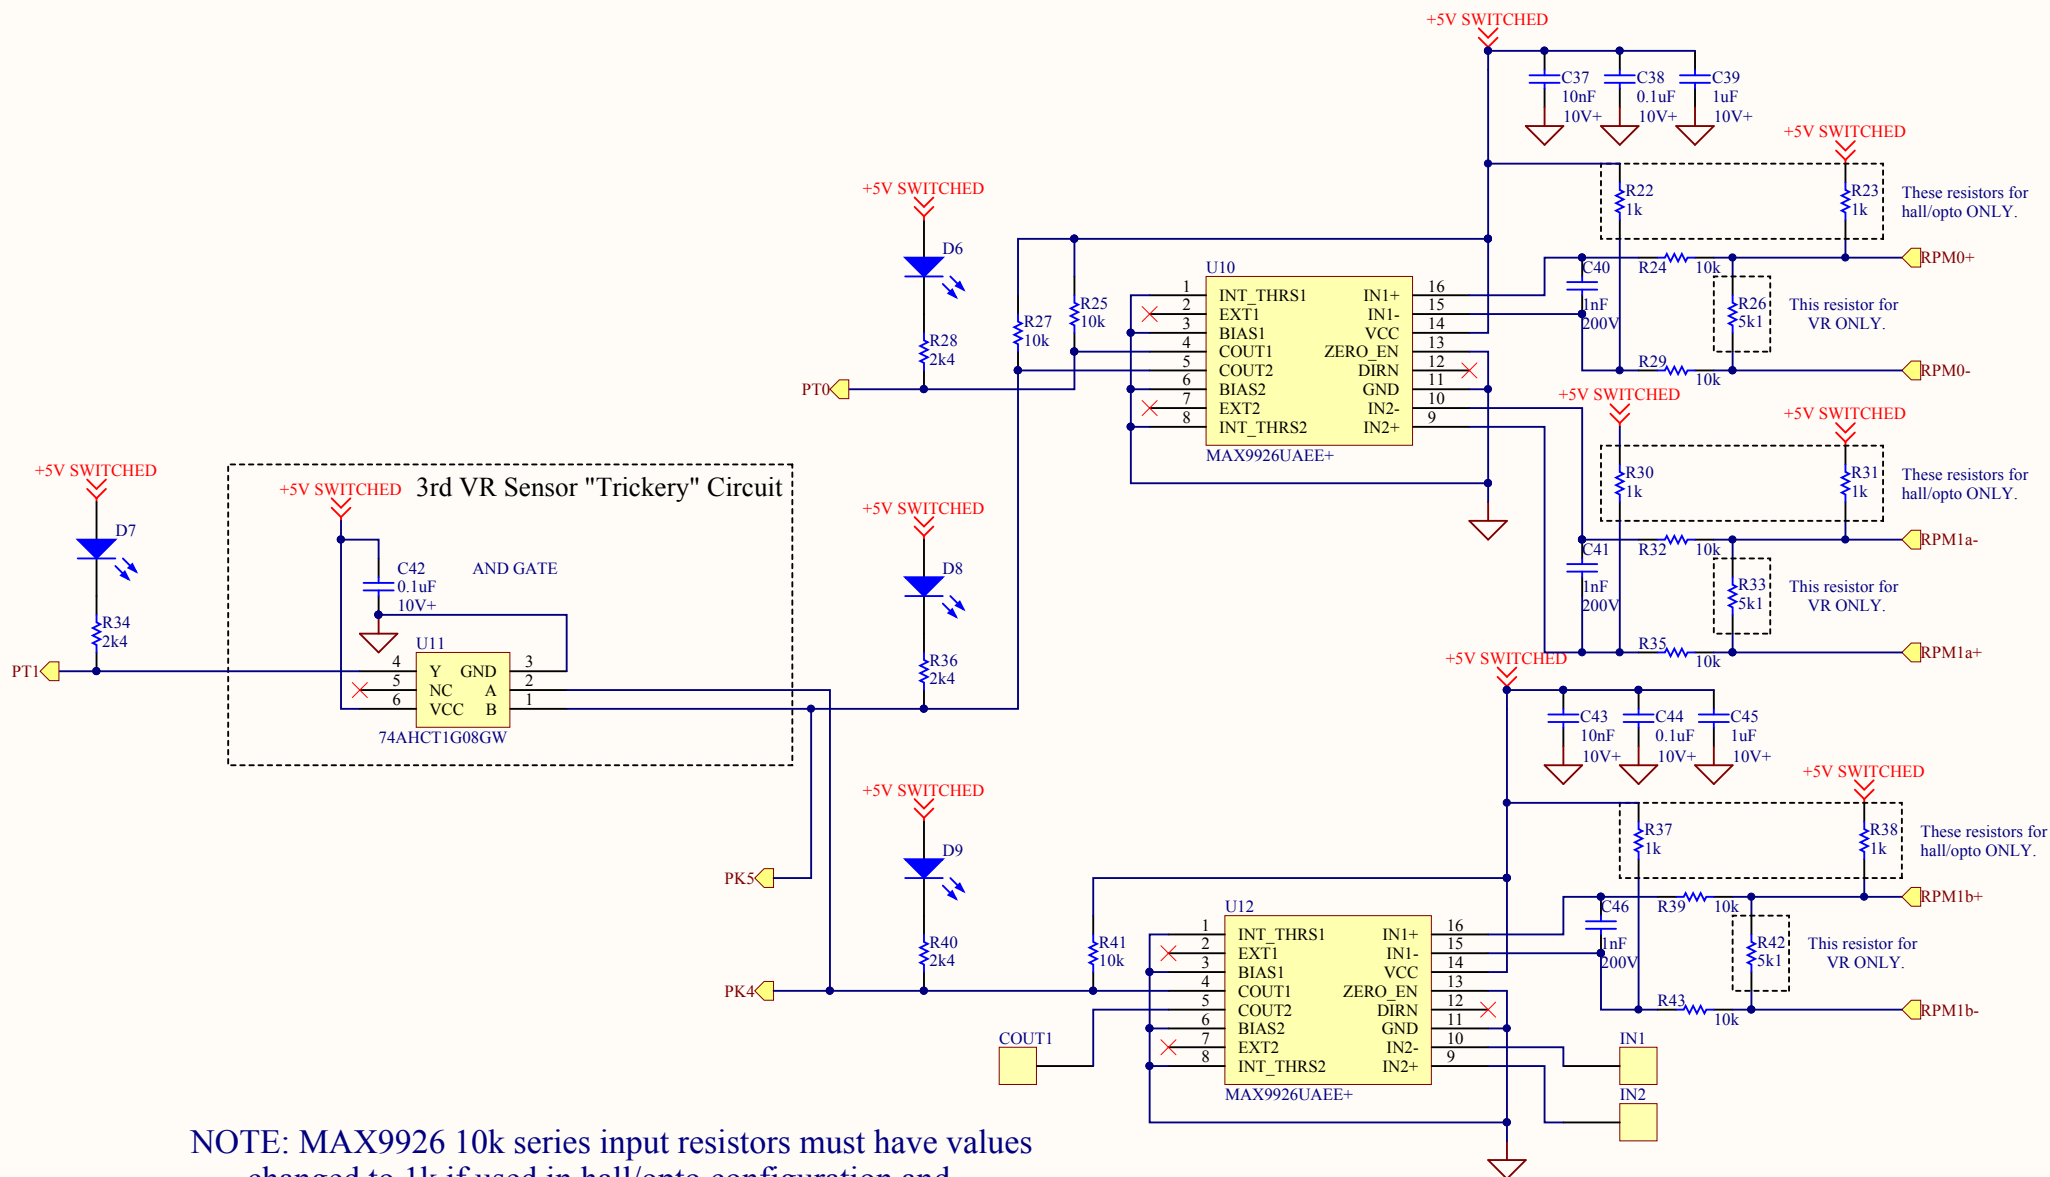 +5V SWITCHED
C37
10nF
10V+
C38
0.1uF
10V+
C39
1uF
10V+
+5V SWITCHED
R22
1k
R23
1k
These resistors for
hall/opto ONLY.
+5V SWITCHED
D6
R28
2k4
PT0
R27
10k
R25
10k
U10
1 INT_THRS1 IN1+ 16
2 EXT1 IN1- 15
3 BIAS1 VCC 14
4 COUT1 ZERO_EN 13
5 COUT2 DIRN 12
6 BIAS2 GND 11
7 EXT2 IN2- 10
8 INT_THRS2 IN2+ 9
MAX9926UAEE+
C40
1nF
200V
R24 10k
RPM0+
R26
5k1
This resistor for
VR ONLY.
R29
10k
RPM0-
+5V SWITCHED
+5V SWITCHED
R30
1k
R31
1k
These resistors for
hall/opto ONLY.
C41
1nF
200V
R32 10k
RPM1a-
R33
5k1
This resistor for
VR ONLY.
R35
10k
RPM1a+
+5V SWITCHED
D7
R34
2k4
PT1
+5V SWITCHED
3rd VR Sensor "Trickery" Circuit
C42
0.1uF
10V+
AND GATE
U11
4 Y GND 3
5 NC A 2
6 VCC B 1
74AHCT1G08GW
+5V SWITCHED
D8
R36
2k4
PK5
+5V SWITCHED
D9
R40
2k4
PK4
+5V SWITCHED
C43
10nF
10V+
C44
0.1uF
10V+
C45
1uF
10V+
+5V SWITCHED
R37
1k
R38
1k
These resistors for
hall/opto ONLY.
R41
10k
U12
1 INT_THRS1 IN1+ 16
2 EXT1 IN1- 15
3 BIAS1 VCC 14
4 COUT1 ZERO_EN 13
5 COUT2 DIRN 12
6 BIAS2 GND 11
7 EXT2 IN2- 10
8 INT_THRS2 IN2+ 9
MAX9926UAEE+
C46
1nF
200V
R39 10k
RPM1b+
R42
5k1
This resistor for
VR ONLY.
R43
10k
RPM1b-
COUT1
IN1
IN2
NOTE: MAX9926 10k series input resistors must have values
changed to 1k if used in hall/opto configuration and